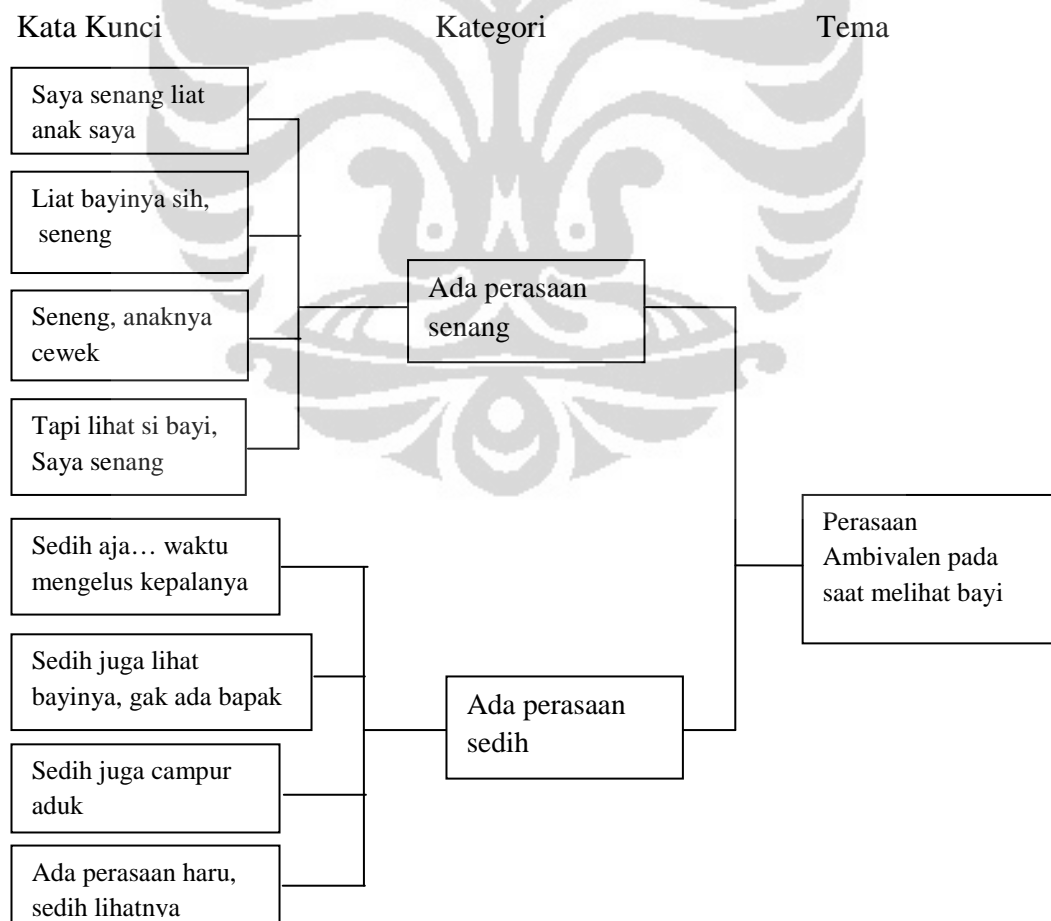 Kata Kunci Kategori Tema
Saya senang liat
anak saya
Liat bayinya sih,
seneng
Seneng, anaknya
cewek
Tapi lihat si bayi,
Saya senang
Ada perasaan
senang
Sedih aja… waktu
mengelus kepalanya
Sedih juga lihat
bayinya, gak ada bapak
Sedih juga campur
aduk
Ada perasaan haru,
sedih lihatnya
Ada perasaan
sedih
Perasaan
Ambivalen pada
saat melihat bayi